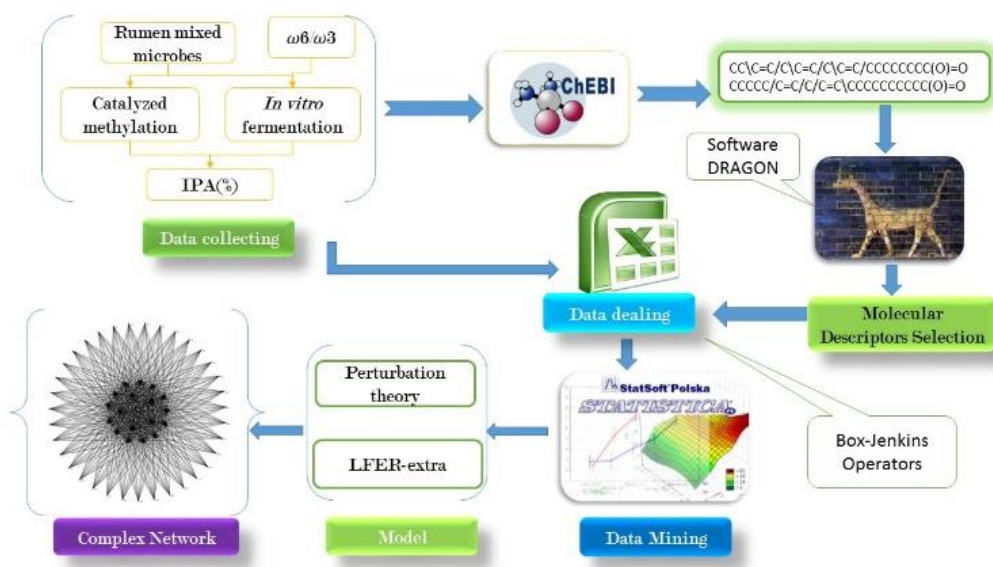 Rumen mixed
microbes
ω6/ω3
Catalyzed
methylation
In vitro
fermentation
IPA(%)
Data collecting
ChEBI
CC\C=C/C\C=C/C\C=C/CCCCCCCC(O)=O
CCCCC/C=C/C/C=C\CCCCCCCCCC(O)=O
Software
DRAGON
Molecular
Descriptors Selection
Data dealing
Box-Jenkins
Operators
StatSoft Polska
STATISTICA
Data Mining
Perturbation
theory
LFER-extra
Model
Complex Network